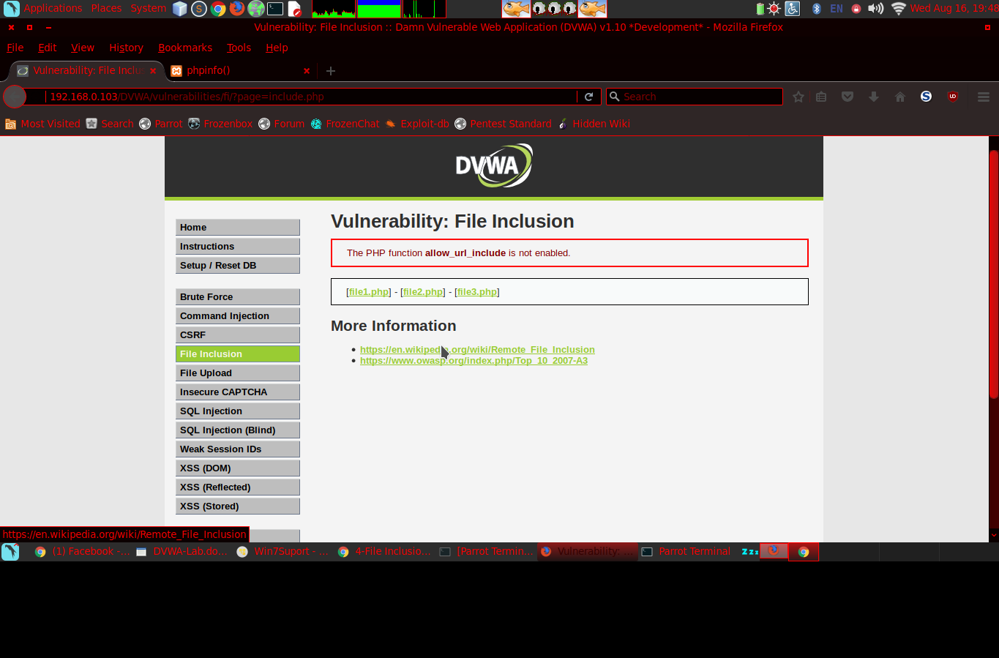 Applications Places System EN Wed Aug 16, 19:48
Vulnerability: File Inclusion :: Damn Vulnerable Web Application (DVWA) v1.10 *Development* - Mozilla Firefox
File Edit View History Bookmarks Tools Help
Vulnerability: File Inclu phpinfo()
192.168.0.103/DVWA/vulnerabilities/fi/?page=include.php Search
Most Visited Search Parrot Frozenbox Forum FrozenChat Exploit-db Pentest Standard Hidden Wiki
DVWA
Home
Instructions
Setup / Reset DB
Brute Force
Command Injection
CSRF
File Inclusion
File Upload
Insecure CAPTCHA
SQL Injection
SQL Injection (Blind)
Weak Session IDs
XSS (DOM)
XSS (Reflected)
XSS (Stored)
Vulnerability: File Inclusion
The PHP function allow_url_include is not enabled.
[file1.php] - [file2.php] - [file3.php]
More Information
https://en.wikipedia.org/wiki/Remote_File_Inclusion
https://www.owasp.org/index.php/Top_10_2007-A3
https://en.wikipedia.org/wiki/Remote_File_Inclusion
(1) Facebook -... DVWA-Lab.do... Win7Suport - ... 4-File Inclusio... [Parrot Termin... Vulnerability: ... Parrot Terminal zzz